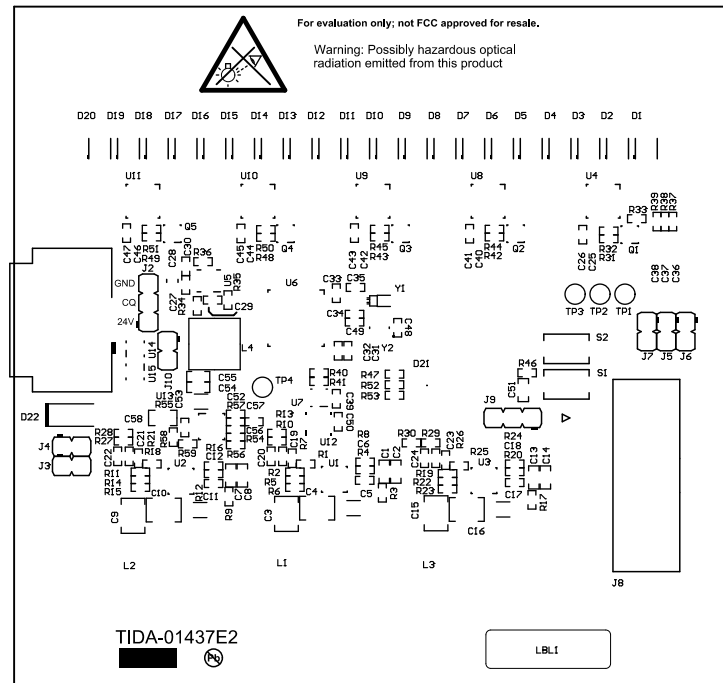 For evaluation only; not FCC approved for resale.
Warning: Possibly hazardous optical
radiation emitted from this product
D20 D19 D18 D17 D16 D15 D14 D13 D12 D11 D10 D9 D8 D7 D6 D5 D4 D3 D2 D1
U11 U10 U9 U8 U4
R33 R39 R38 R37
C47 C46 R51 R49 Q5 C45 C44 R50 R48 Q4 C43 C42 R45 R43 Q3 C41 C40 R44 R42 Q2 C26 C25 R32 R31 Q1
J2 C28 C30 R36 C38 C37 C36
GND
CQ
24V
C27 R34 U5 R35 C29 U6 C33 C35 Y1
TP3 TP2 TP1
C34 C49 C48
U14 U15 J10 L4 C32 C31 Y2 S2 J7 J5 J6
C55 C54 TP4 R40 R41 D21 R47 R52 R53 R46 S1 C51
D22 C58 U13 R55 C53 C52 R57 C57 R13 R10 U7 C39 C50 J9
J4 R28 R27 C21 R21 R58 R59 C56 R54 C19 R7 U12 R8 C6 R30 R29 C23 R26 R24 C18
J3 C22 R18 U2 R16 C12 R56 C20 R2 R1 U1 R4 C1 C2 C24 R19 R25 U3 R20 C13 C14
R11 R14 R15 C10 R12 C11 C7 C8 R5 R6 C4 C5 R3 R22 R23 C17
C9 R9 C3 C15 C16 R17
L2 L1 L3 J8
TIDA-01437E2
Pb
LBL1